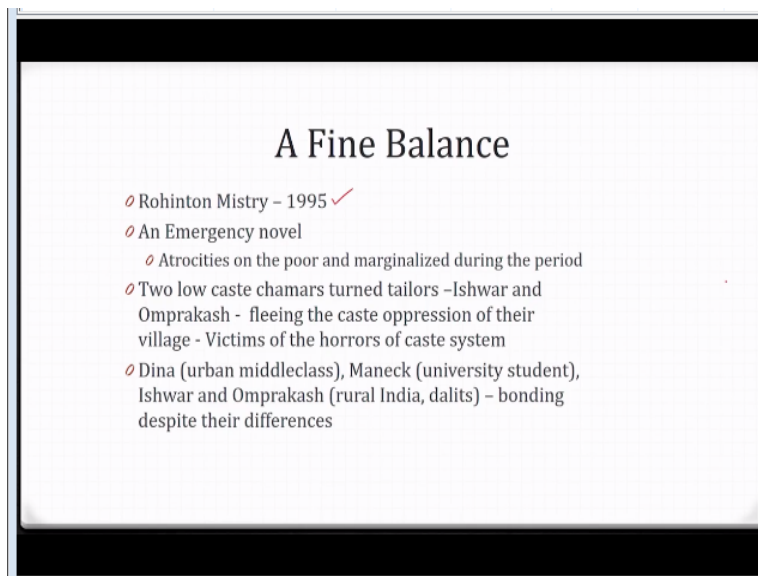 A Fine Balance
Rohinton Mistry – 1995
An Emergency novel
Atrocities on the poor and marginalized during the period
Two low caste chamars turned tailors –Ishwar and
Omprakash - fleeing the caste oppression of their
village - Victims of the horrors of caste system
Dina (urban middleclass), Maneck (university student),
Ishwar and Omprakash (rural India, dalits) – bonding
despite their differences